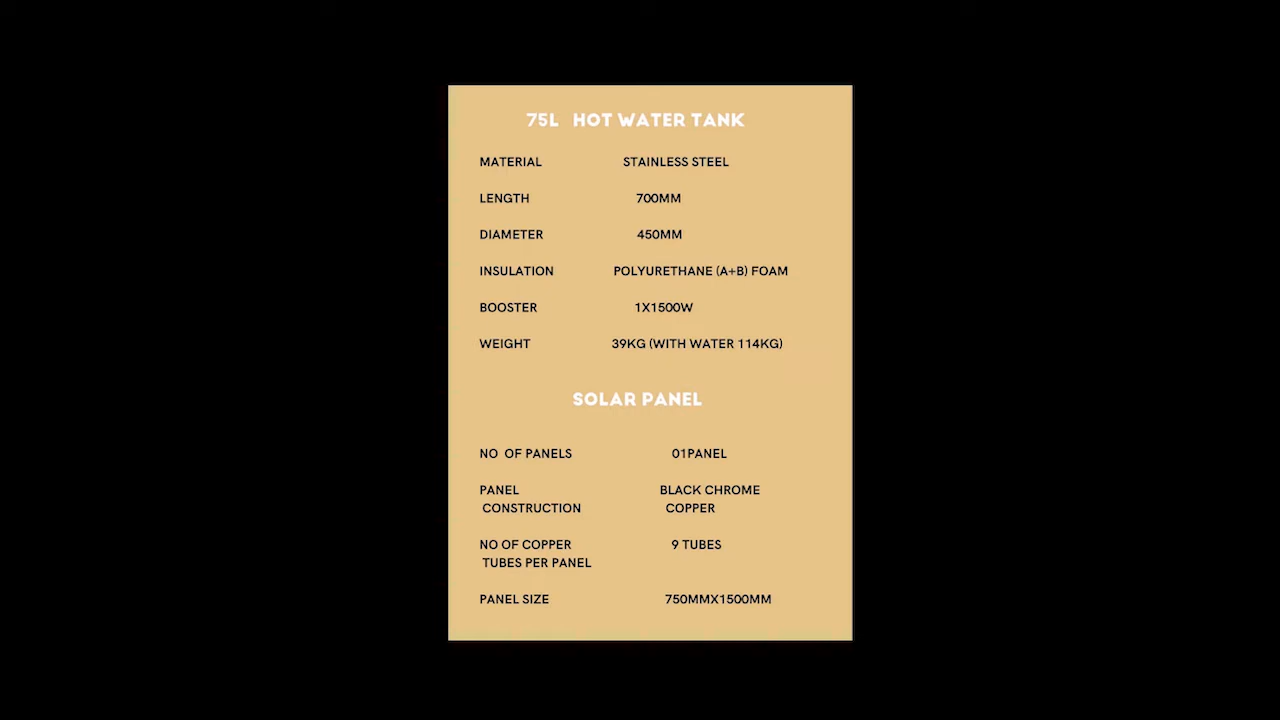 75L HOT WATER TANK
MATERIAL STAINLESS STEEL
LENGTH 700MM
DIAMETER 450MM
INSULATION POLYURETHANE (A+B) FOAM
BOOSTER 1X1500W
WEIGHT 39KG (WITH WATER 114KG)
SOLAR PANEL
NO OF PANELS 01PANEL
PANEL BLACK CHROME
CONSTRUCTION COPPER
NO OF COPPER 9 TUBES
TUBES PER PANEL
PANEL SIZE 750MMX1500MM